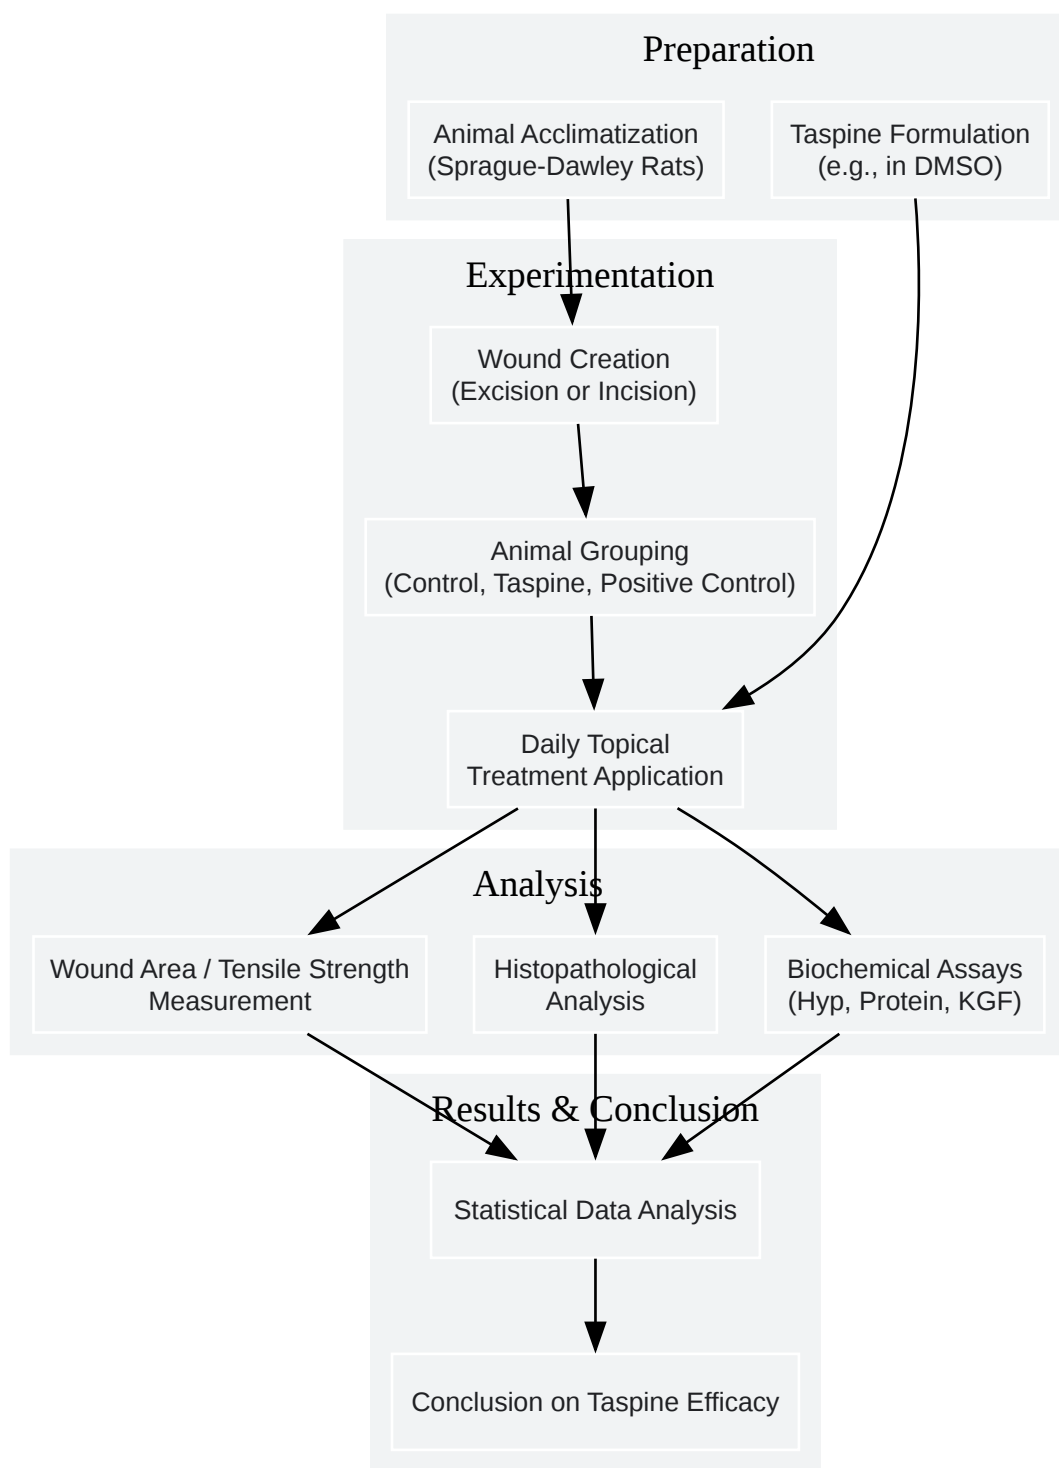 Preparation
Animal Acclimatization
(Sprague-Dawley Rats)
Taspine Formulation
(e.g., in DMSO)
Experimentation
Wound Creation
(Excision or Incision)
Animal Grouping
(Control, Taspine, Positive Control)
Daily Topical
Treatment Application
Analysis
Wound Area / Tensile Strength
Measurement
Histopathological
Analysis
Biochemical Assays
(Hyp, Protein, KGF)
Results & Conclusion
Statistical Data Analysis
Conclusion on Taspine Efficacy